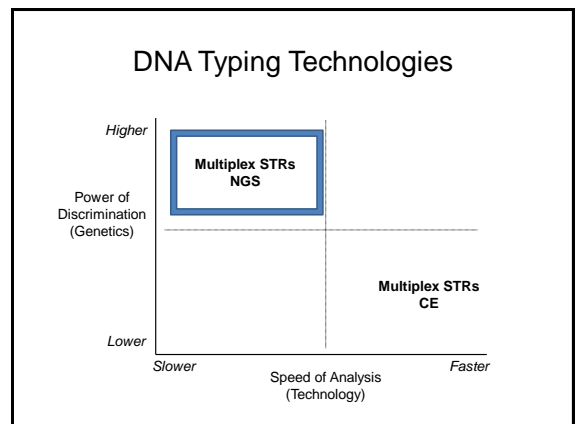 DNA Typing Technologies
Higher
Multiplex STRs
NGS
Power of
Discrimination
(Genetics)
Multiplex STRs
CE
Lower
Slower
Speed of Analysis
(Technology)
Faster